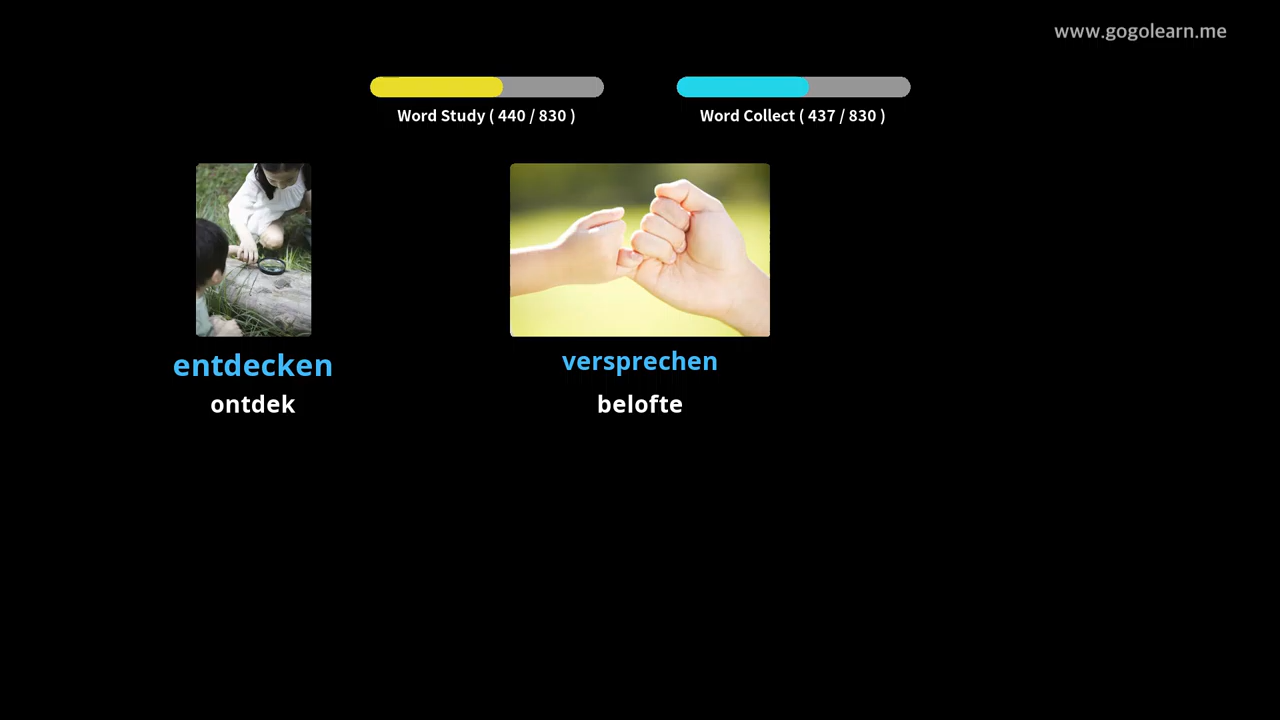 www.gogolearn.me
Word Study ( 440 / 830 )
Word Collect ( 437 / 830 )
entdecken
ontdek
versprechen
belofte